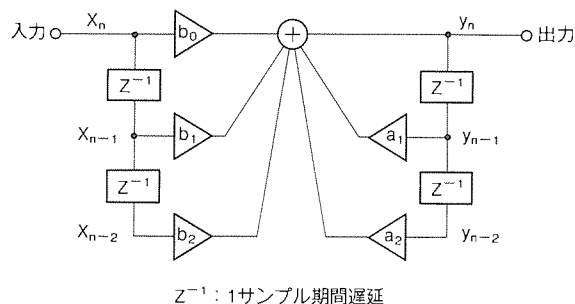 入力 Xn b0 + yn 出力
Z−1 Z−1
Xn−1 b1 a1 yn−1
Z−1 Z−1
Xn−2 b2 a2 yn−2
Z−1：1サンプル期間遅延